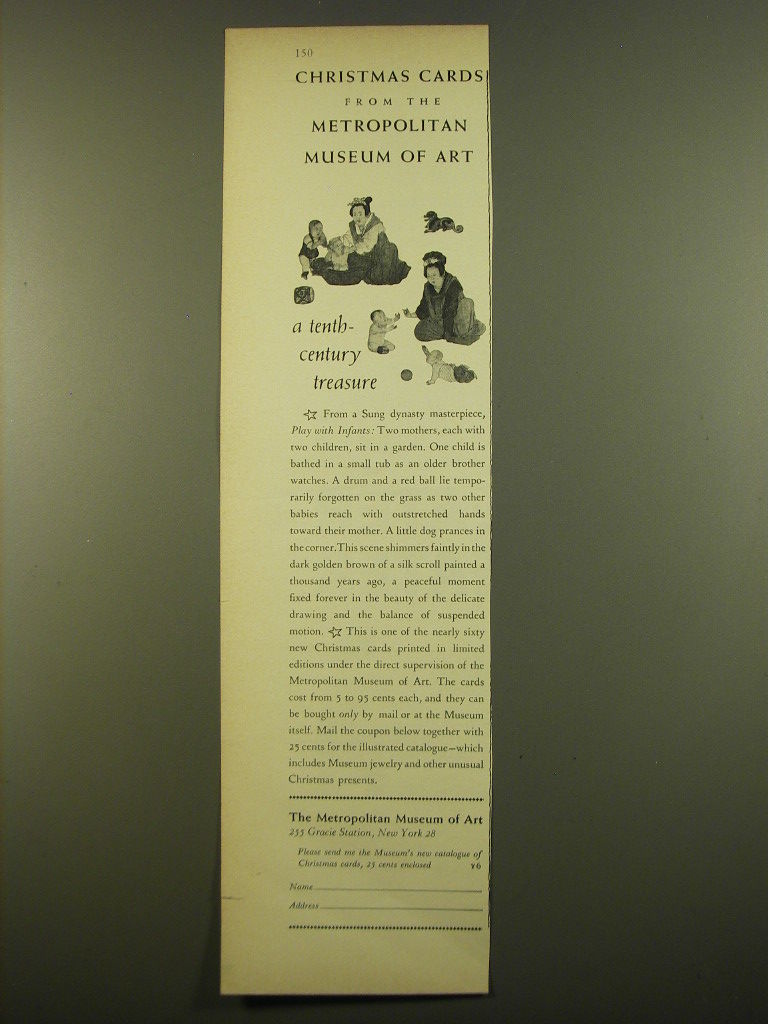 150
CHRISTMAS CARDS
FROM THE
METROPOLITAN
MUSEUM OF ART
a tenth-
century
treasure
From a Sung dynasty masterpiece,
Play with Infants: Two mothers, each with
two children, sit in a garden. One child is
bathed in a small tub as an older brother
watches. A drum and a red ball lie tempo-
rarily forgotten on the grass as two other
babies reach with outstretched hands
toward their mother. A little dog prances in
the corner. This scene shimmers faintly in the
dark golden brown of a silk scroll painted a
thousand years ago, a peaceful moment
fixed forever in the beauty of the delicate
drawing and the balance of suspended
motion. This is one of the nearly sixty
new Christmas cards printed in limited
editions under the direct supervision of the
Metropolitan Museum of Art. The cards
cost from 5 to 95 cents each, and they can
be bought only by mail or at the Museum
itself. Mail the coupon below together with
25 cents for the illustrated catalogue—which
includes Museum jewelry and other unusual
Christmas presents.
The Metropolitan Museum of Art
255 Gracie Station, New York 28
Please send me the Museum's new catalogue of
Christmas cards, 25 cents enclosed Y6
Name
Address